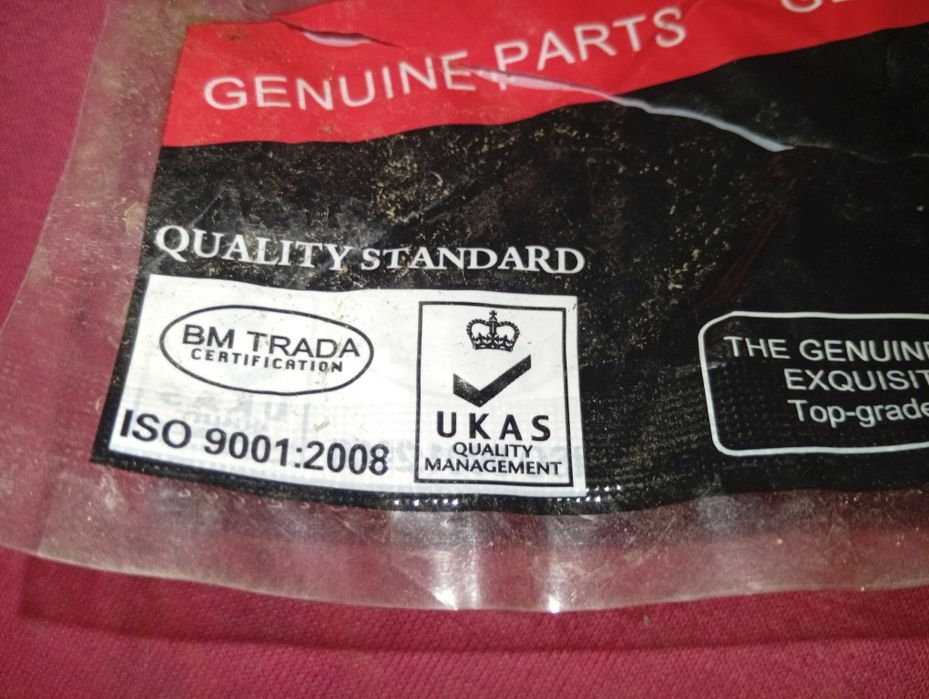 GENUINE PARTS
QUALITY STANDARD
BM TRADA
CERTIFICATION
ISO 9001:2008
UKAS
QUALITY
MANAGEMENT
THE GENUINE
EXQUISIT
Top-grade